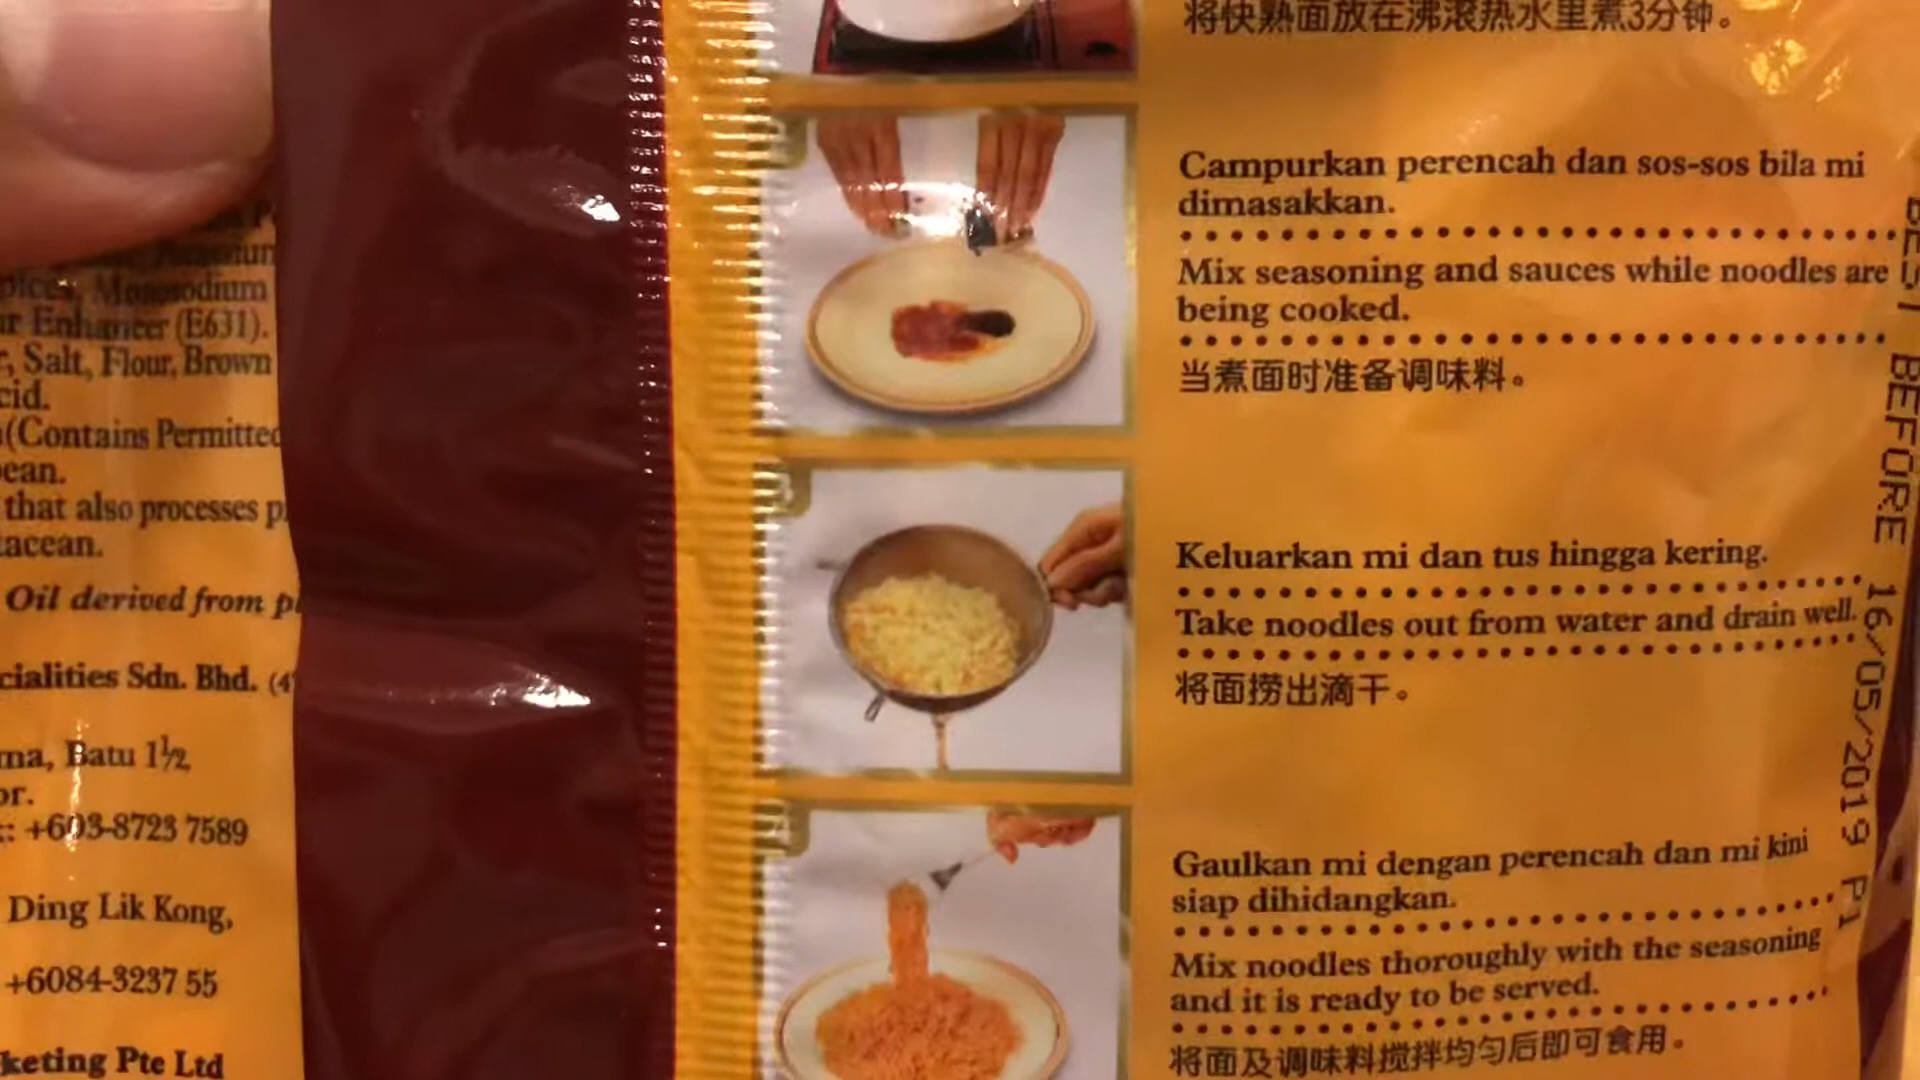 Monosodium
Enhancer (E631).
Salt, Flour, Brown
(Contains Permitted
that also processes
Oil derived from
Sdn. Bhd.
Batu 1½,
+603-8723 7589
Ding Lik Kong,
+6084-3237 55
Pte Ltd
将快熟面放在沸滚热水里煮3分钟。
Campurkan perencah dan sos-sos bila mi
dimasakkan.
Mix seasoning and sauces while noodles are
being cooked.
当煮面时准备调味料。
Keluarkan mi dan tus hingga kering.
Take noodles out from water and drain well.
将面捞出滴干。
Gaulkan mi dengan perencah dan mi kini
siap dihidangkan.
Mix noodles thoroughly with the seasoning
and it is ready to be served.
将面及调味料搅拌均匀后即可食用。
BEST BEFORE 16/05/2019 P1